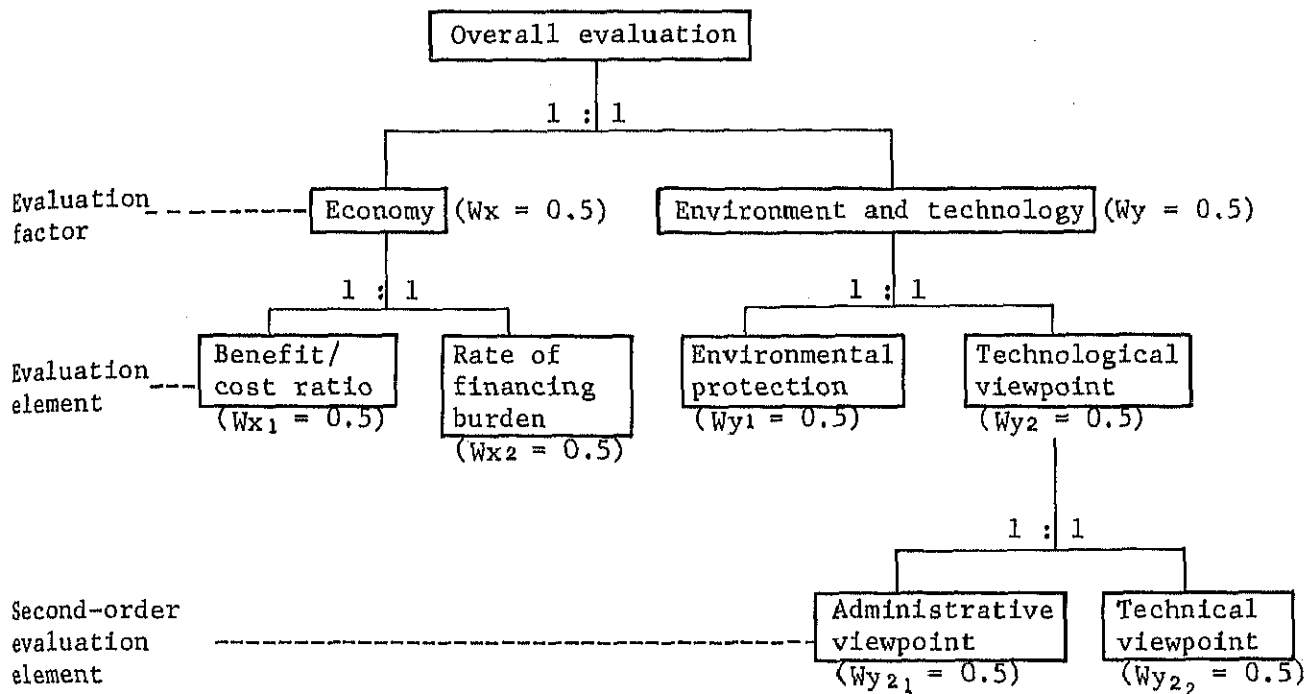 Overall evaluation
1 : 1
Evaluation
factor
Economy (Wx = 0.5)
Environment and technology (Wy = 0.5)
1 : 1
1 : 1
Evaluation
element
Benefit/
cost ratio
(Wx1 = 0.5)
Rate of
financing
burden
(Wx2 = 0.5)
Environmental
protection
(Wy1 = 0.5)
Technological
viewpoint
(Wy2 = 0.5)
1 : 1
Second-order
evaluation
element
Administrative
viewpoint
(Wy21 = 0.5)
Technical
viewpoint
(Wy22 = 0.5)